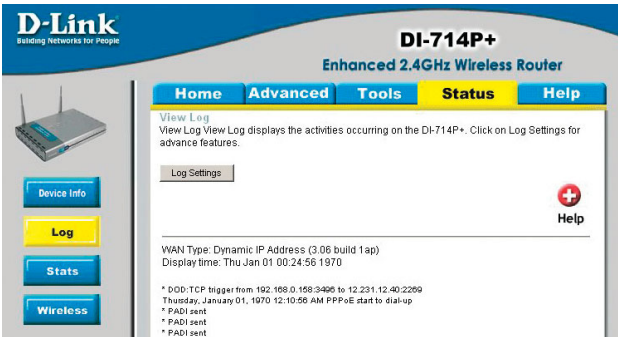 D-Link
Building Networks for People
DI-714P+
Enhanced 2.4GHz Wireless Router
Home Advanced Tools Status Help
View Log
View Log View Log displays the activities occurring on the DI-714P+. Click on Log Settings for
advance features.
Log Settings
Device Info
Help
Log
WAN Type: Dynamic IP Address (3.06 build 1ap)
Display time: Thu Jan 01 00:24:56 1970
Stats
* DOD:TCP trigger from 192.168.0.158:3496 to 12.231.12.40:2269
Thursday, January 01, 1970 12:10:56 AM PPPoE start to dial-up
Wireless
* PADI sent
* PADI sent
* PADI sent